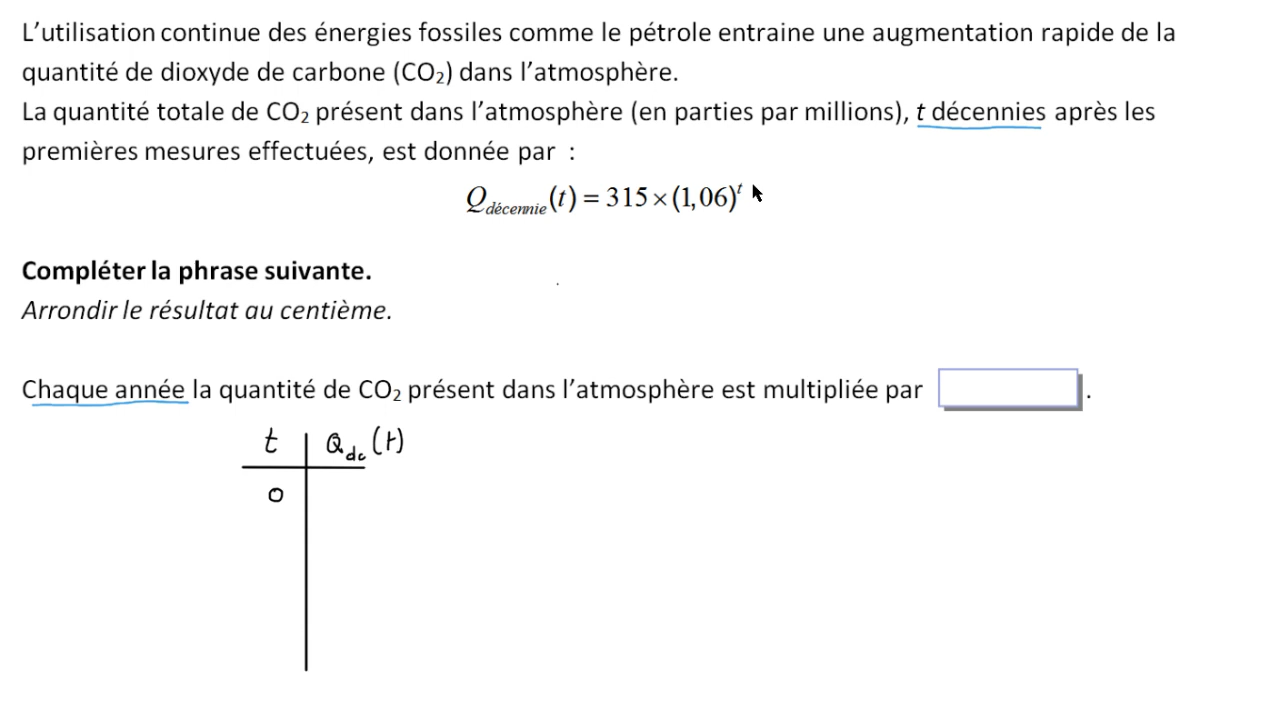 L’utilisation continue des énergies fossiles comme le pétrole entraine une augmentation rapide de la
quantité de dioxyde de carbone (CO₂) dans l’atmosphère.
La quantité totale de CO₂ présent dans l’atmosphère (en parties par millions), t décennies après les
premières mesures effectuées, est donnée par :
Q_décennie(t) = 315 × (1,06)^t
Compléter la phrase suivante.
Arrondir le résultat au centième.
Chaque année la quantité de CO₂ présent dans l’atmosphère est multipliée par .
t Q_dc(t)
0